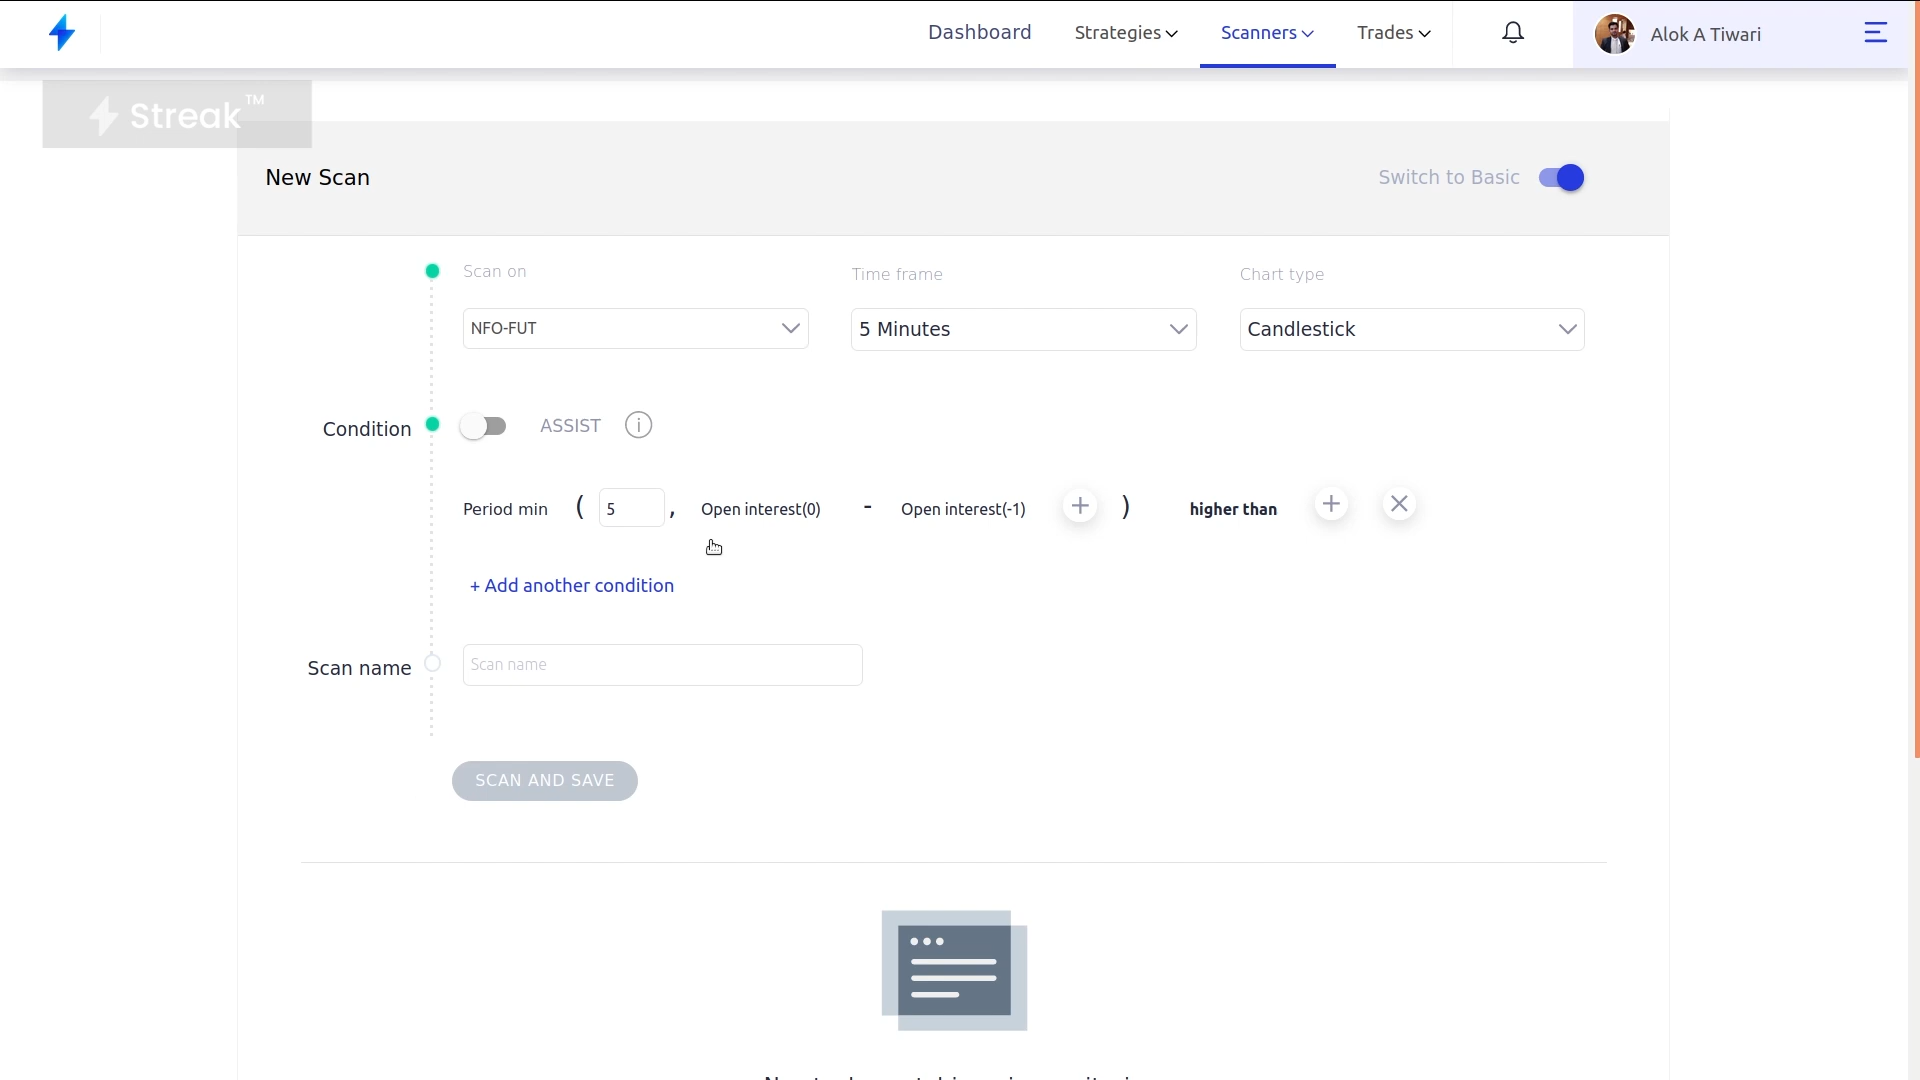 Dashboard Strategies Scanners Trades Alok A Tiwari
Streak™
New Scan Switch to Basic
Scan on Time frame Chart type
NFO-FUT 5 Minutes Candlestick
Condition ASSIST i
Period min ( 5 , Open interest(0) - Open interest(-1) + ) higher than + ×
+ Add another condition
Scan name Scan name
SCAN AND SAVE